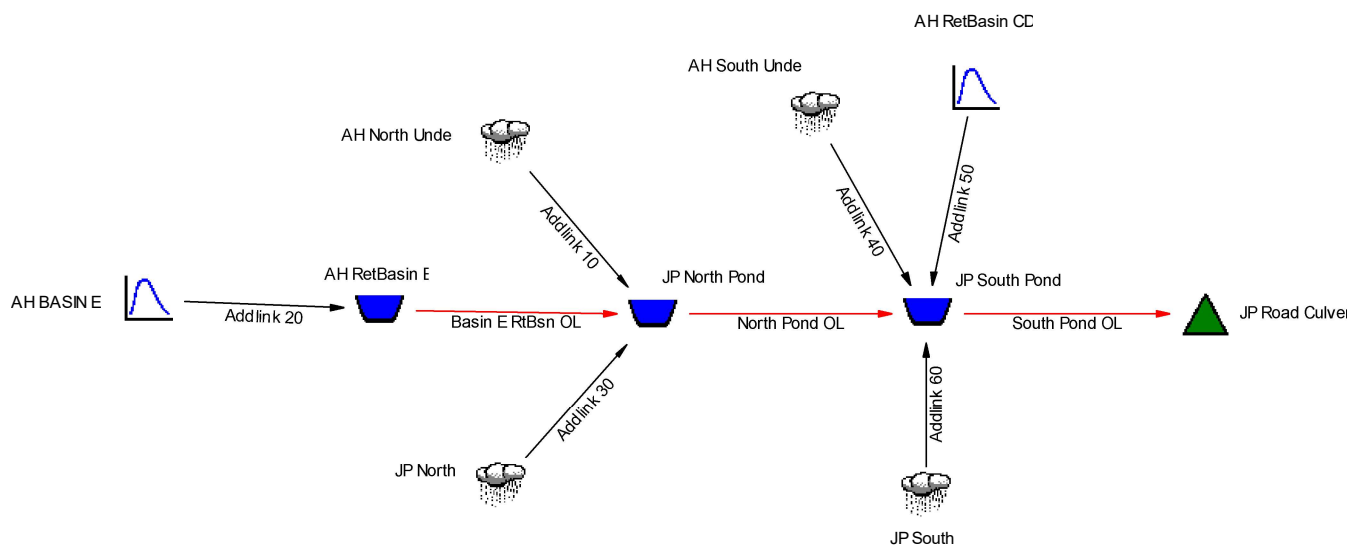 AH RetBasin CD
AH South Unde
AH North Unde
Addlink 50
Addlink 40
Addlink 10
AH RetBasin E
JP North Pond
JP South Pond
AH BASIN E
Addlink 20
Basin E RtBsn OL
North Pond OL
South Pond OL
JP Road Culver
Addlink 30
Addlink 60
JP North
JP South